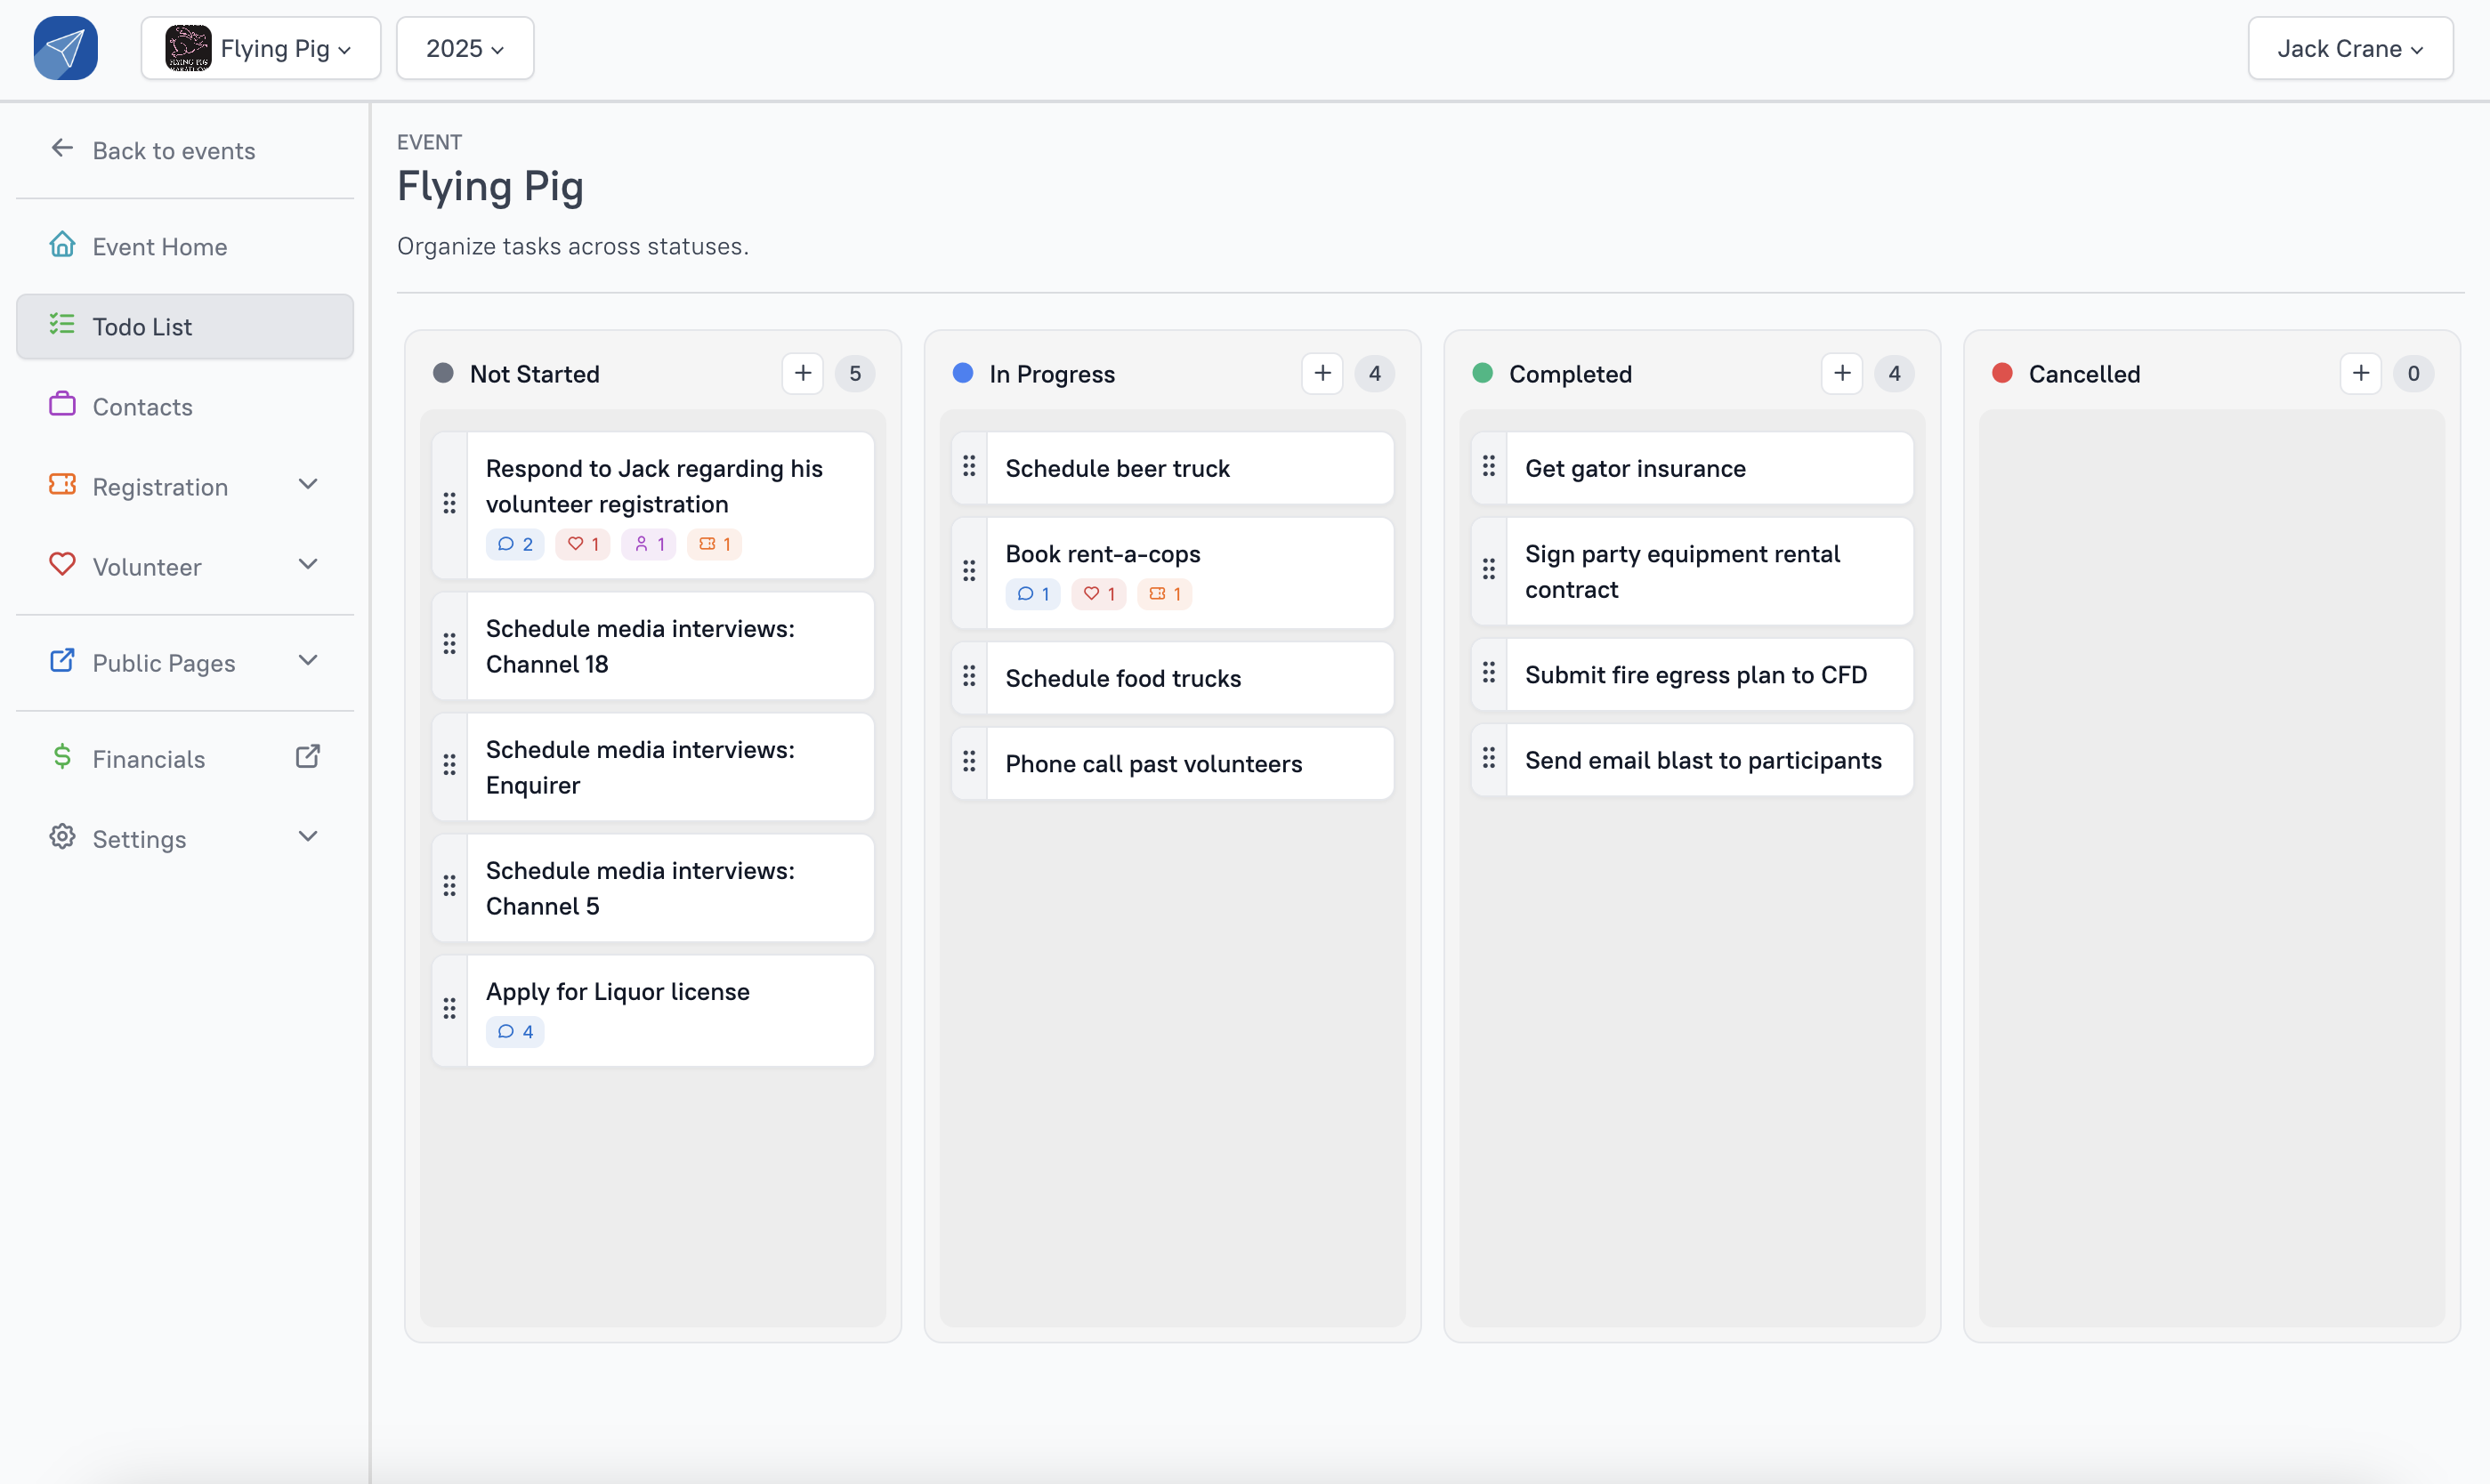 Flying Pig
2025
Jack Crane
Back to events
Event Home
Todo List
Contacts
Registration
Volunteer
Public Pages
Financials
Settings
EVENT
Flying Pig
Organize tasks across statuses.
Not Started
5
Respond to Jack regarding his
volunteer registration
2 1 1 1
Schedule media interviews:
Channel 18
Schedule media interviews:
Enquirer
Schedule media interviews:
Channel 5
Apply for Liquor license
4
In Progress
4
Schedule beer truck
Book rent-a-cops
1 1 1
Schedule food trucks
Phone call past volunteers
Completed
4
Get gator insurance
Sign party equipment rental
contract
Submit fire egress plan to CFD
Send email blast to participants
Cancelled
0